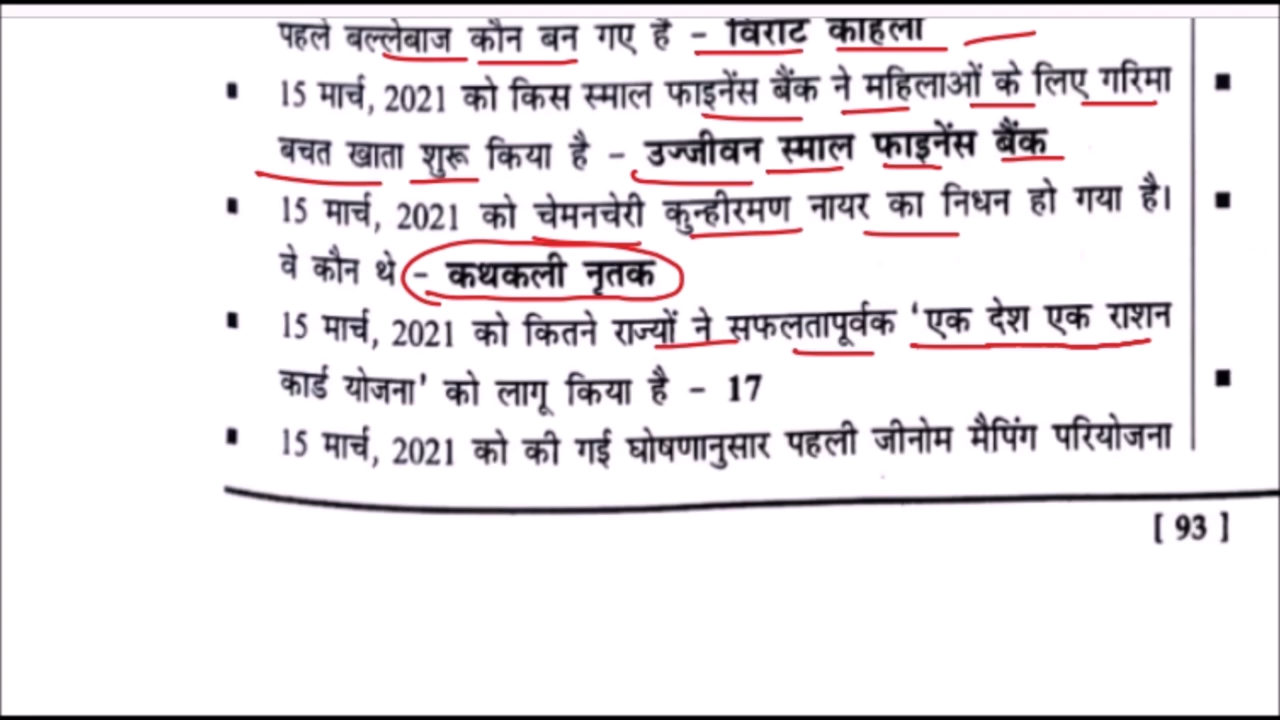 पहले बल्लेबाज कौन बन गए हैं – विराट कोहली
▪ 15 मार्च, 2021 को किस स्माल फाइनेंस बैंक ने महिलाओं के लिए गरिमा
बचत खाता शुरू किया है – उज्जीवन स्माल फाइनेंस बैंक
▪ 15 मार्च, 2021 को चेमनचेरी कुन्हीरमण नायर का निधन हो गया है।
वे कौन थे – कथकली नृतक
▪ 15 मार्च, 2021 को कितने राज्यों ने सफलतापूर्वक ‘एक देश एक राशन
कार्ड योजना’ को लागू किया है – 17
▪ 15 मार्च, 2021 को की गई घोषणानुसार पहली जीनोम मैपिंग परियोजना
[ 93 ]